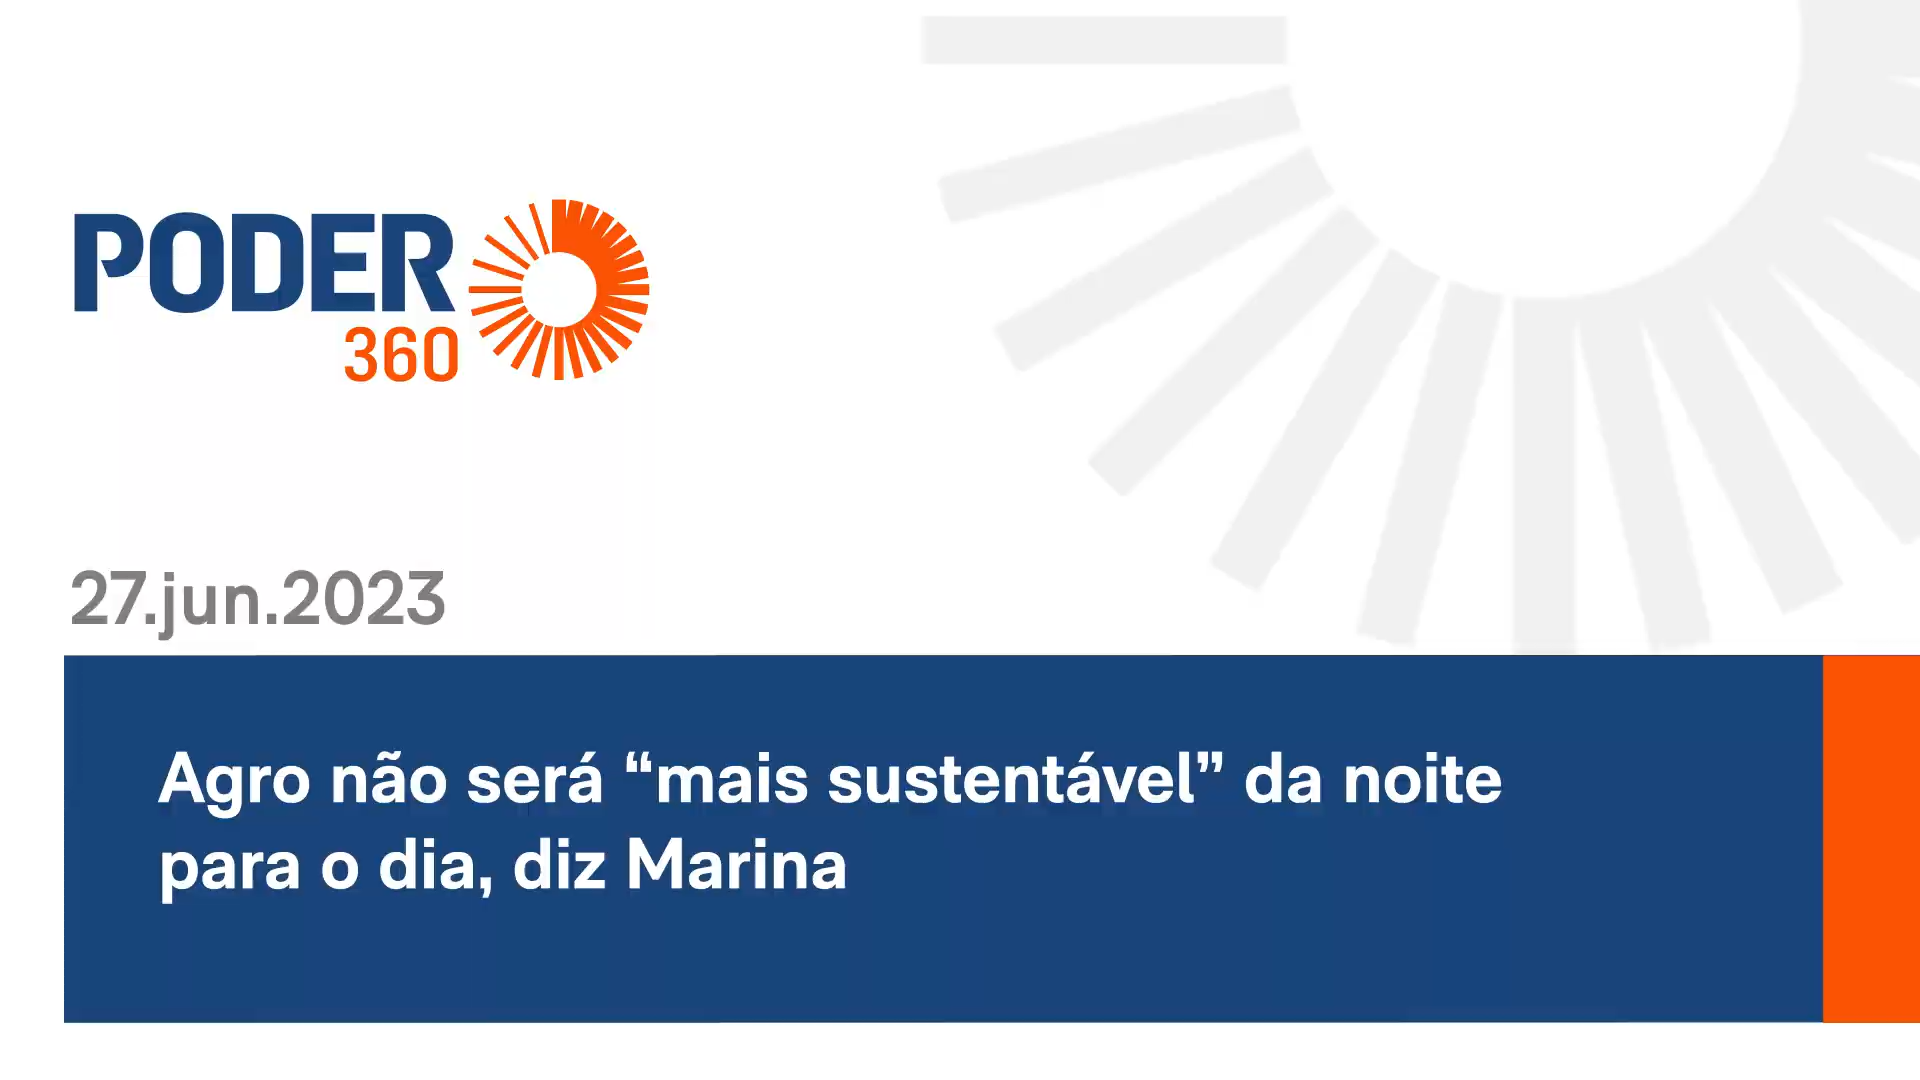 PODER
360
27.jun.2023
Agro não será “mais sustentável” da noite
para o dia, diz Marina